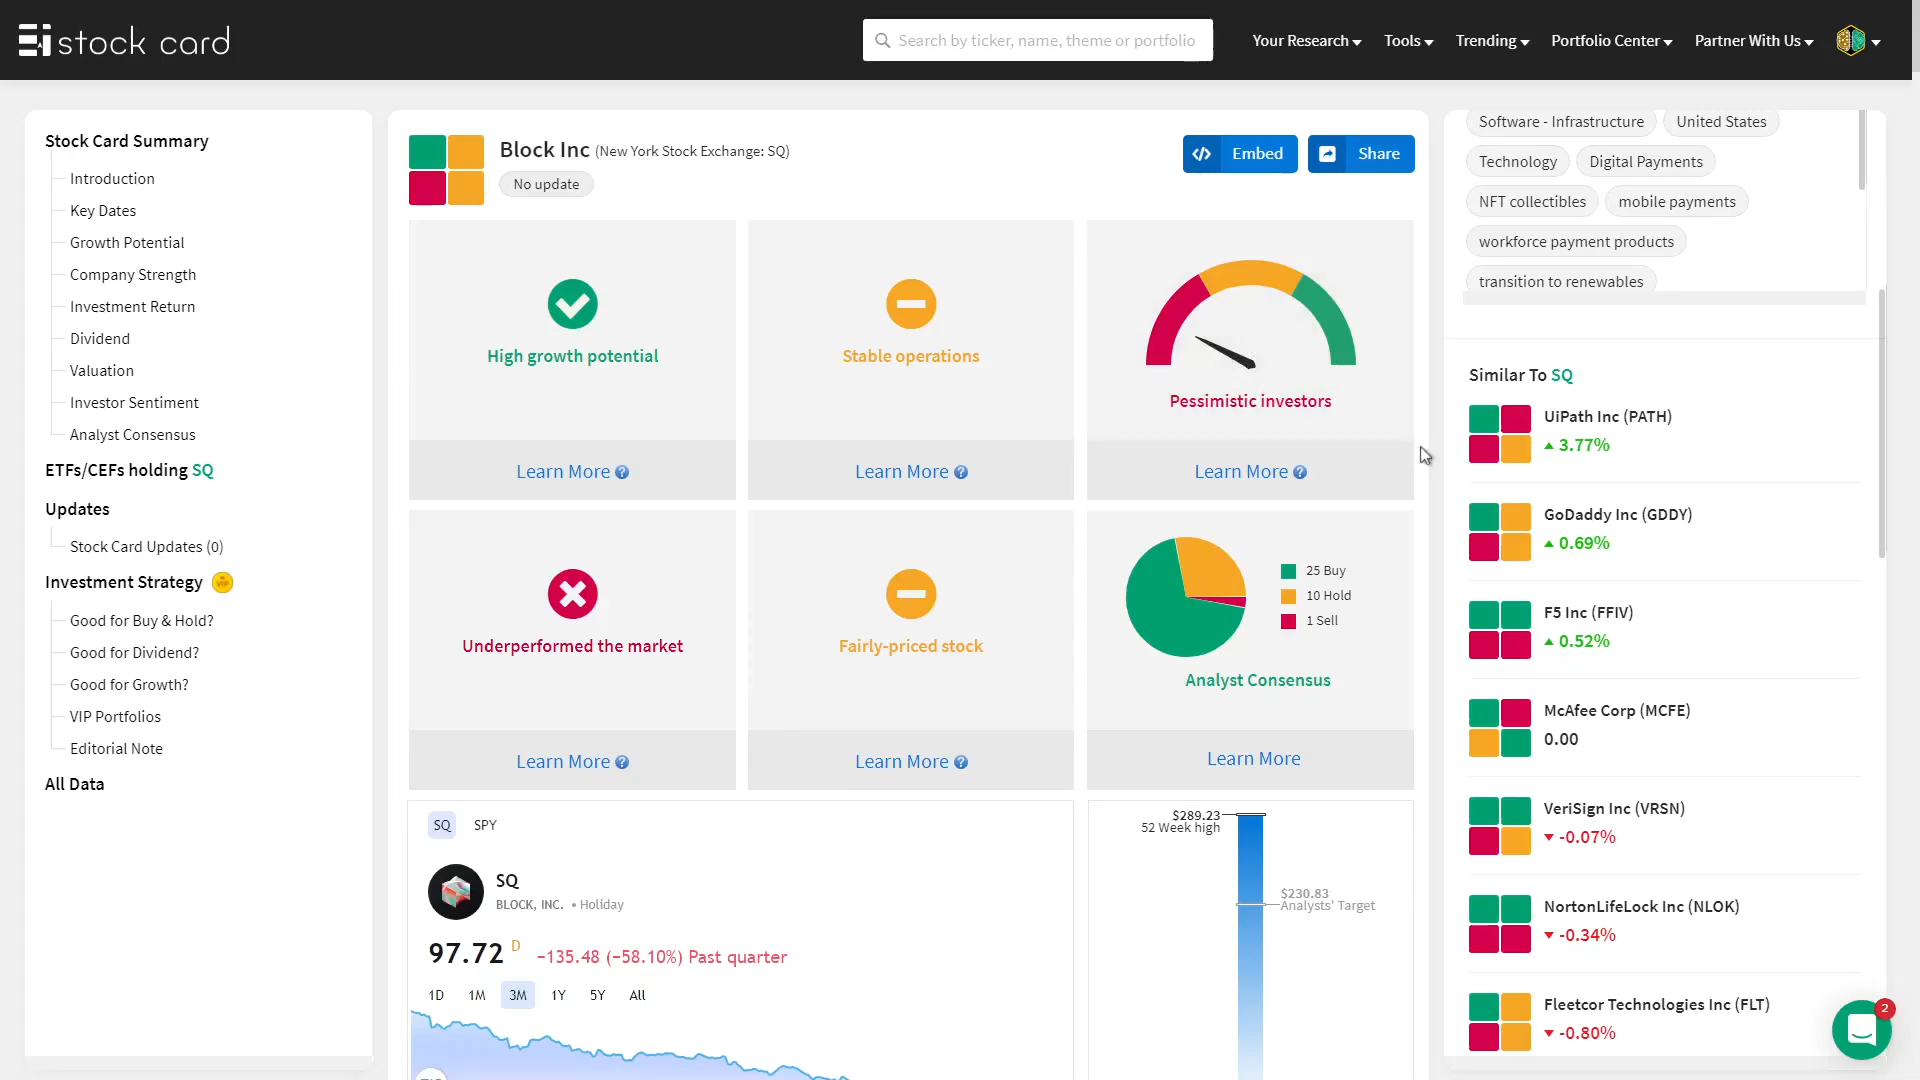 stock card
Search by ticker, name, theme or portfolio
Your Research
Tools
Trending
Portfolio Center
Partner With Us
Stock Card Summary
Introduction
Key Dates
Growth Potential
Company Strength
Investment Return
Dividend
Valuation
Investor Sentiment
Analyst Consensus
ETFs/CEFs holding SQ
Updates
Stock Card Updates (0)
Investment Strategy
Good for Buy & Hold?
Good for Dividend?
Good for Growth?
VIP Portfolios
Editorial Note
All Data
Block Inc (New York Stock Exchange: SQ)
No update
Embed
Share
High growth potential
Learn More
Stable operations
Learn More
Pessimistic investors
Learn More
Underperformed the market
Learn More
Fairly-priced stock
Learn More
25 Buy
10 Hold
1 Sell
Analyst Consensus
Learn More
SQ
SPY
SQ
BLOCK, INC. • Holiday
97.72 D
−135.48 (−58.10%) Past quarter
1D
1M
3M
1Y
5Y
All
$289.23
52 Week high
$230.83
Analysts' Target
Software - Infrastructure
United States
Technology
Digital Payments
NFT collectibles
mobile payments
workforce payment products
transition to renewables
Similar To SQ
UiPath Inc (PATH)
3.77%
GoDaddy Inc (GDDY)
0.69%
F5 Inc (FFIV)
0.52%
McAfee Corp (MCFE)
0.00
VeriSign Inc (VRSN)
-0.07%
NortonLifeLock Inc (NLOK)
-0.34%
Fleetcor Technologies Inc (FLT)
-0.80%
2